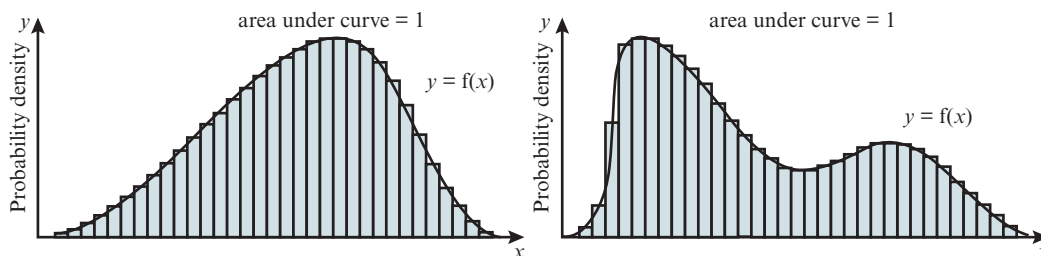 y
area under curve = 1
Probability density
y = f(x)
x
y
area under curve = 1
Probability density
y = f(x)
x